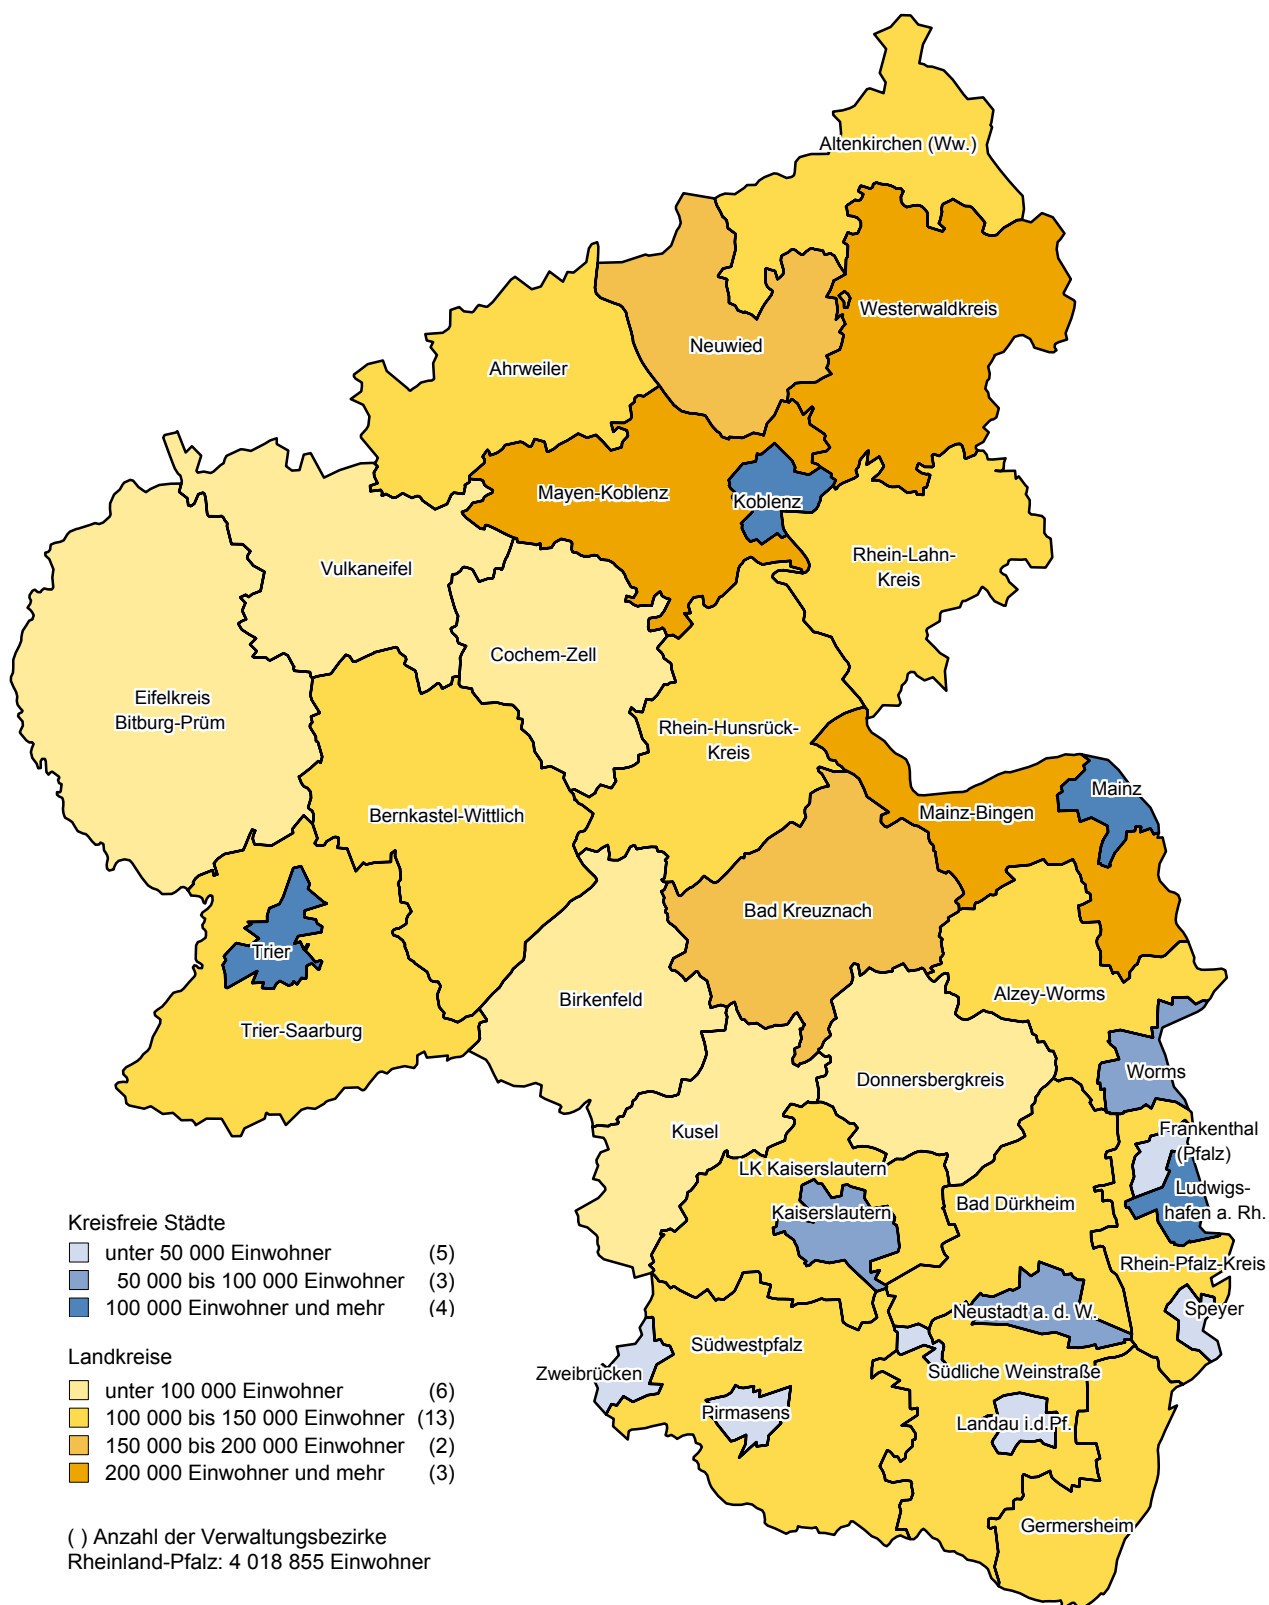 Altenkirchen (Ww.)
Westerwaldkreis
Neuwied
Ahrweiler
Mayen-Koblenz
Koblenz
Rhein-Lahn-
Kreis
Vulkaneifel
Cochem-Zell
Eifelkreis
Bitburg-Prüm
Rhein-Hunsrück-
Kreis
Mainz
Mainz-Bingen
Bernkastel-Wittlich
Bad Kreuznach
Trier
Alzey-Worms
Birkenfeld
Trier-Saarburg
Worms
Donnersbergkreis
Kusel
Frankenthal
(Pfalz)
LK Kaiserslautern
Ludwigs-
hafen a. Rh.
Bad Dürkheim
Kaiserslautern
Rhein-Pfalz-Kreis
Speyer
Neustadt a. d. W.
Südwestpfalz
Zweibrücken
Südliche Weinstraße
Pirmasens
Landau i.d.Pf.
Germersheim
Kreisfreie Städte
unter 50 000 Einwohner (5)
50 000 bis 100 000 Einwohner (3)
100 000 Einwohner und mehr (4)
Landkreise
unter 100 000 Einwohner (6)
100 000 bis 150 000 Einwohner (13)
150 000 bis 200 000 Einwohner (2)
200 000 Einwohner und mehr (3)
( ) Anzahl der Verwaltungsbezirke
Rheinland-Pfalz: 4 018 855 Einwohner